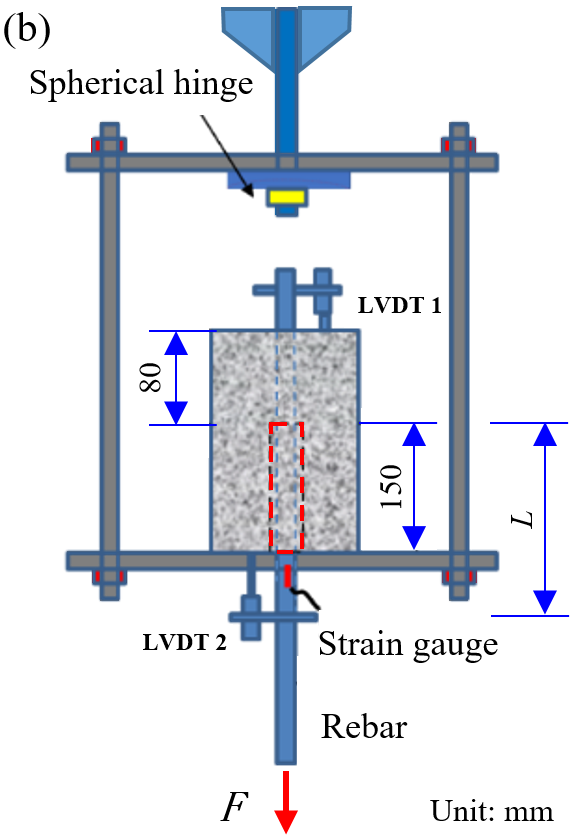 (b)
Spherical hinge
LVDT 1
80
150
L
LVDT 2
Strain gauge
Rebar
F
Unit: mm